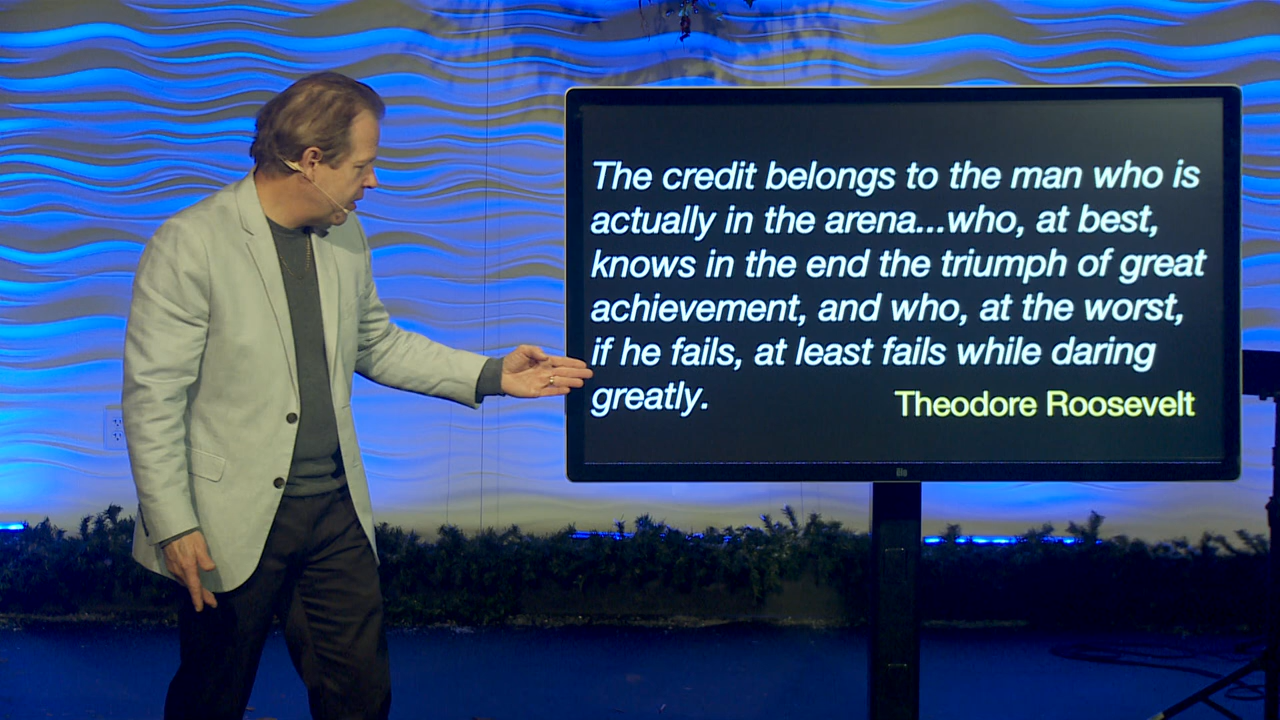 The credit belongs to the man who is
actually in the arena...who, at best,
knows in the end the triumph of great
achievement, and who, at the worst,
if he fails, at least fails while daring
greatly.
Theodore Roosevelt
elo